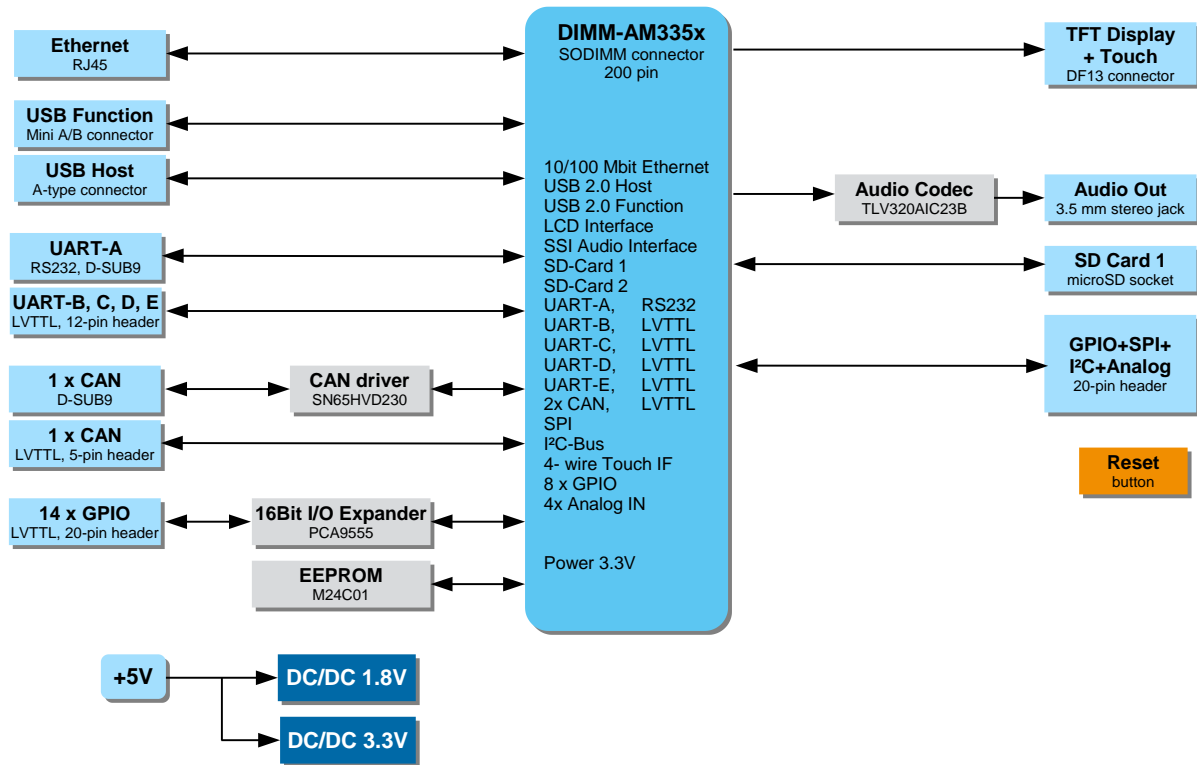 Ethernet
RJ45
USB Function
Mini A/B connector
USB Host
A-type connector
UART-A
RS232, D-SUB9
UART-B, C, D, E
LVTTL, 12-pin header
1 x CAN
D-SUB9
CAN driver
SN65HVD230
1 x CAN
LVTTL, 5-pin header
14 x GPIO
LVTTL, 20-pin header
16Bit I/O Expander
PCA9555
EEPROM
M24C01
+5V
DC/DC 1.8V
DC/DC 3.3V
DIMM-AM335x
SODIMM connector
200 pin
10/100 Mbit Ethernet
USB 2.0 Host
USB 2.0 Function
LCD Interface
SSI Audio Interface
SD-Card 1
SD-Card 2
UART-A, RS232
UART-B, LVTTL
UART-C, LVTTL
UART-D, LVTTL
UART-E, LVTTL
2x CAN, LVTTL
SPI
I²C-Bus
4- wire Touch IF
8 x GPIO
4x Analog IN
Power 3.3V
TFT Display
+ Touch
DF13 connector
Audio Codec
TLV320AIC23B
Audio Out
3.5 mm stereo jack
SD Card 1
microSD socket
GPIO+SPI+
I²C+Analog
20-pin header
Reset
button